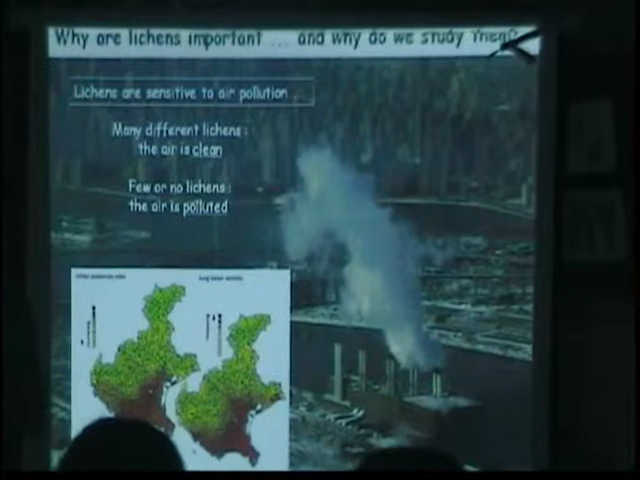 Why are lichens important ... and why do we study them?
Lichens are sensitive to air pollution
Many different lichens :
the air is clean
Few or no lichens :
the air is polluted